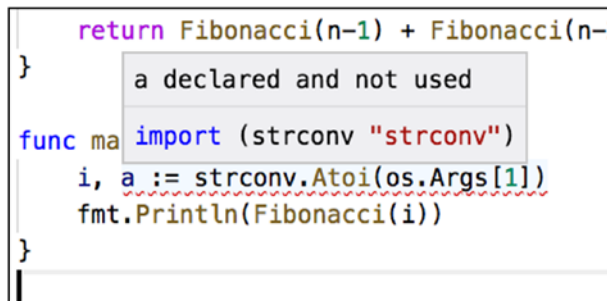 return Fibonacci(n-1) + Fibonacci(n-
}
a declared and not used
import (strconv "strconv")
func ma
i, a := strconv.Atoi(os.Args[1])
fmt.Println(Fibonacci(i))
}